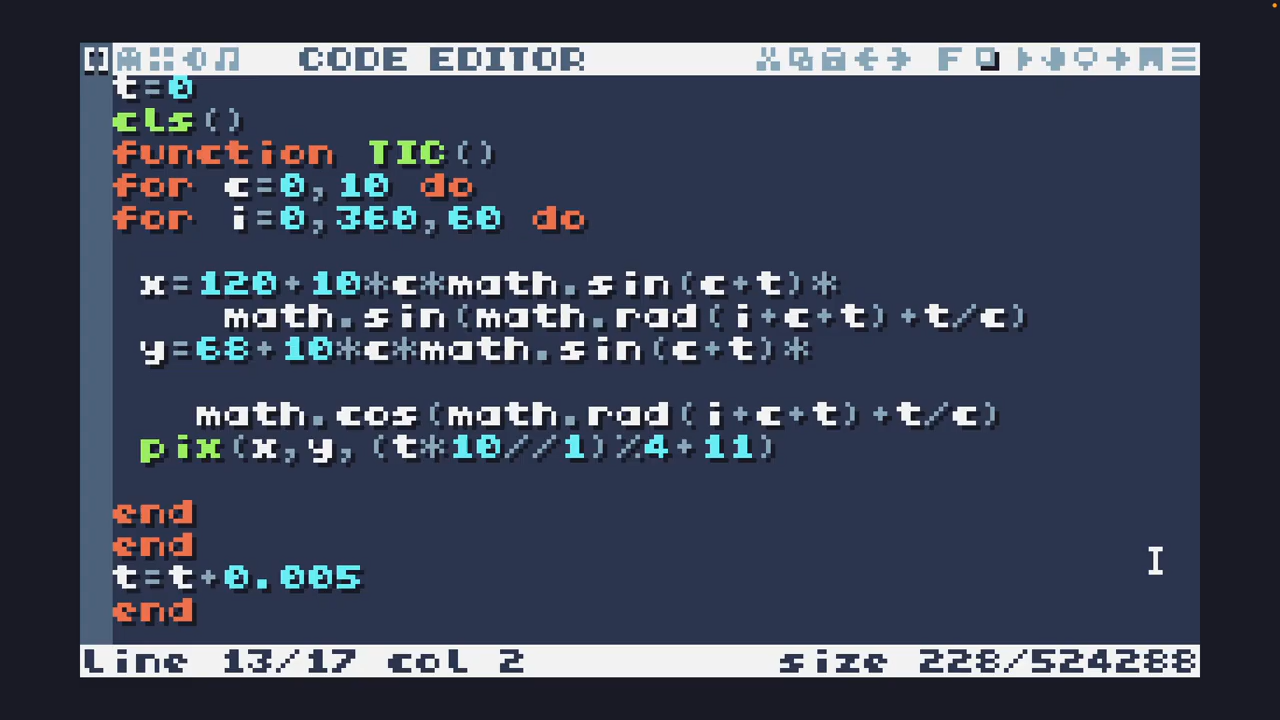 CODE EDITOR
t=0
cls()
function TIC()
for c=0,10 do
for i=0,360,60 do
x=120+10*c*math.sin(c+t)*
math.sin(math.rad(i+c+t)+t/c)
y=68+10*c*math.sin(c+t)*
math.cos(math.rad(i+c+t)+t/c)
pix(x,y,(t*10//1)%4+11)
end
end
t=t+0.005
end
line 13/17 col 2 size 228/524288